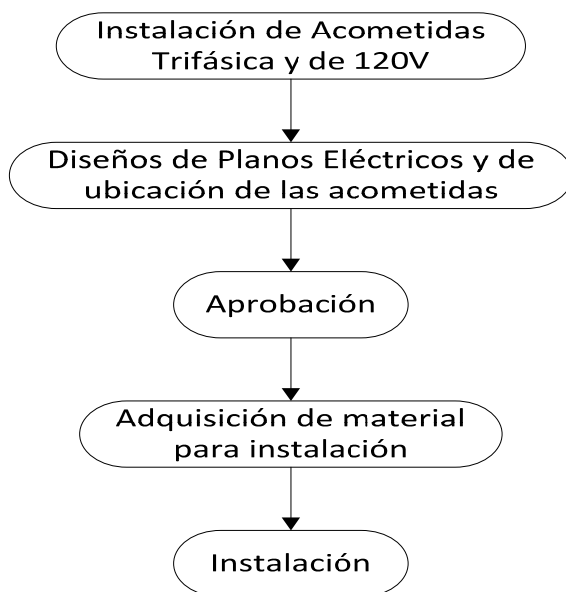 Instalación de Acometidas
Trifásica y de 120V
Diseños de Planos Eléctricos y de
ubicación de las acometidas
Aprobación
Adquisición de material
para instalación
Instalación